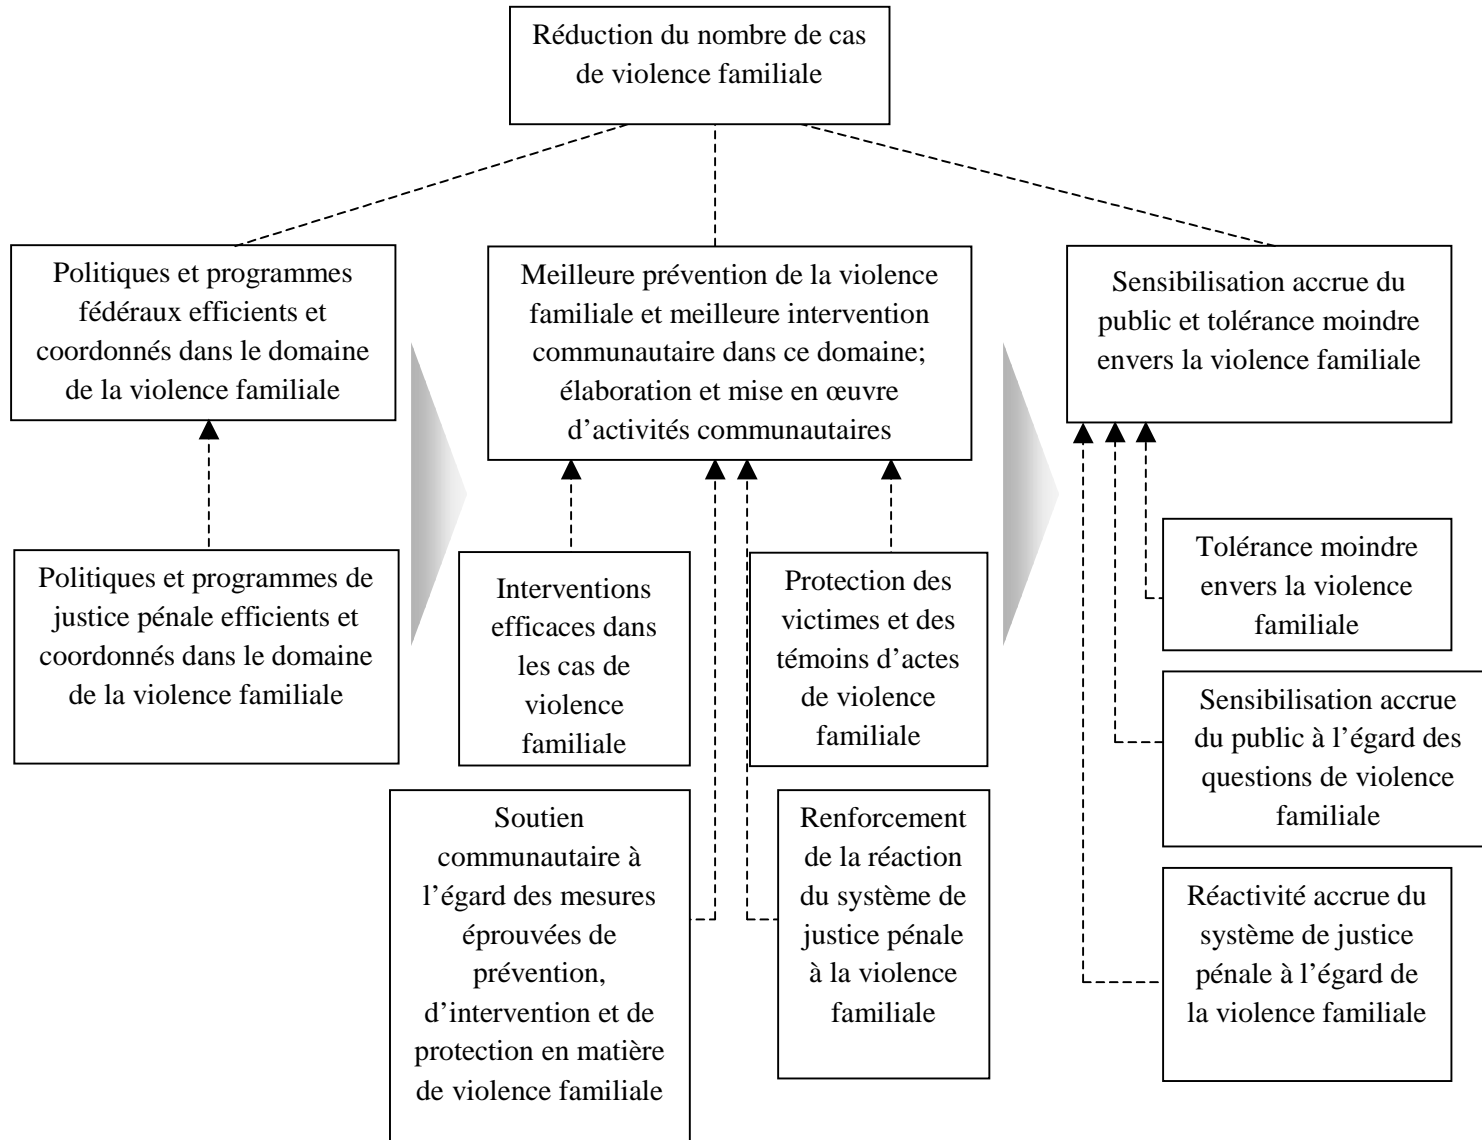 Réduction du nombre de cas
de violence familiale
Politiques et programmes
fédéraux efficients et
coordonnés dans le domaine
de la violence familiale
Meilleure prévention de la violence
familiale et meilleure intervention
communautaire dans ce domaine;
élaboration et mise en œuvre
d’activités communautaires
Sensibilisation accrue du
public et tolérance moindre
envers la violence familiale
Politiques et programmes de
justice pénale efficients et
coordonnés dans le domaine
de la violence familiale
Interventions
efficaces dans
les cas de
violence
familiale
Protection des
victimes et des
témoins d’actes
de violence
familiale
Tolérance moindre
envers la violence
familiale
Sensibilisation accrue
du public à l’égard des
questions de violence
familiale
Soutien
communautaire à
l’égard des mesures
éprouvées de
prévention,
d’intervention et de
protection en matière
de violence familiale
Renforcement
de la réaction
du système de
justice pénale
à la violence
familiale
Réactivité accrue du
système de justice
pénale à l’égard de
la violence familiale